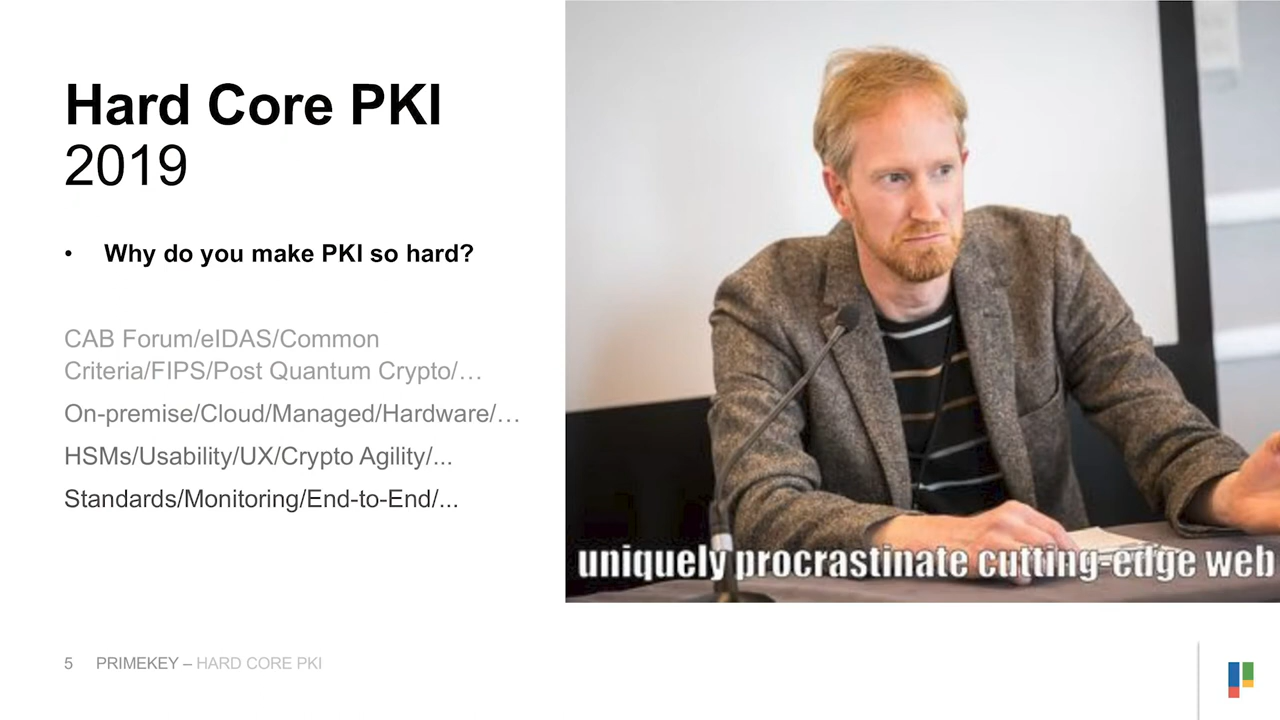 Hard Core PKI
2019
• Why do you make PKI so hard?
CAB Forum/eIDAS/Common
Criteria/FIPS/Post Quantum Crypto/…
On-premise/Cloud/Managed/Hardware/…
HSMs/Usability/UX/Crypto Agility/...
Standards/Monitoring/End-to-End/...
uniquely procrastinate cutting-edge web
5 PRIMEKEY – HARD CORE PKI